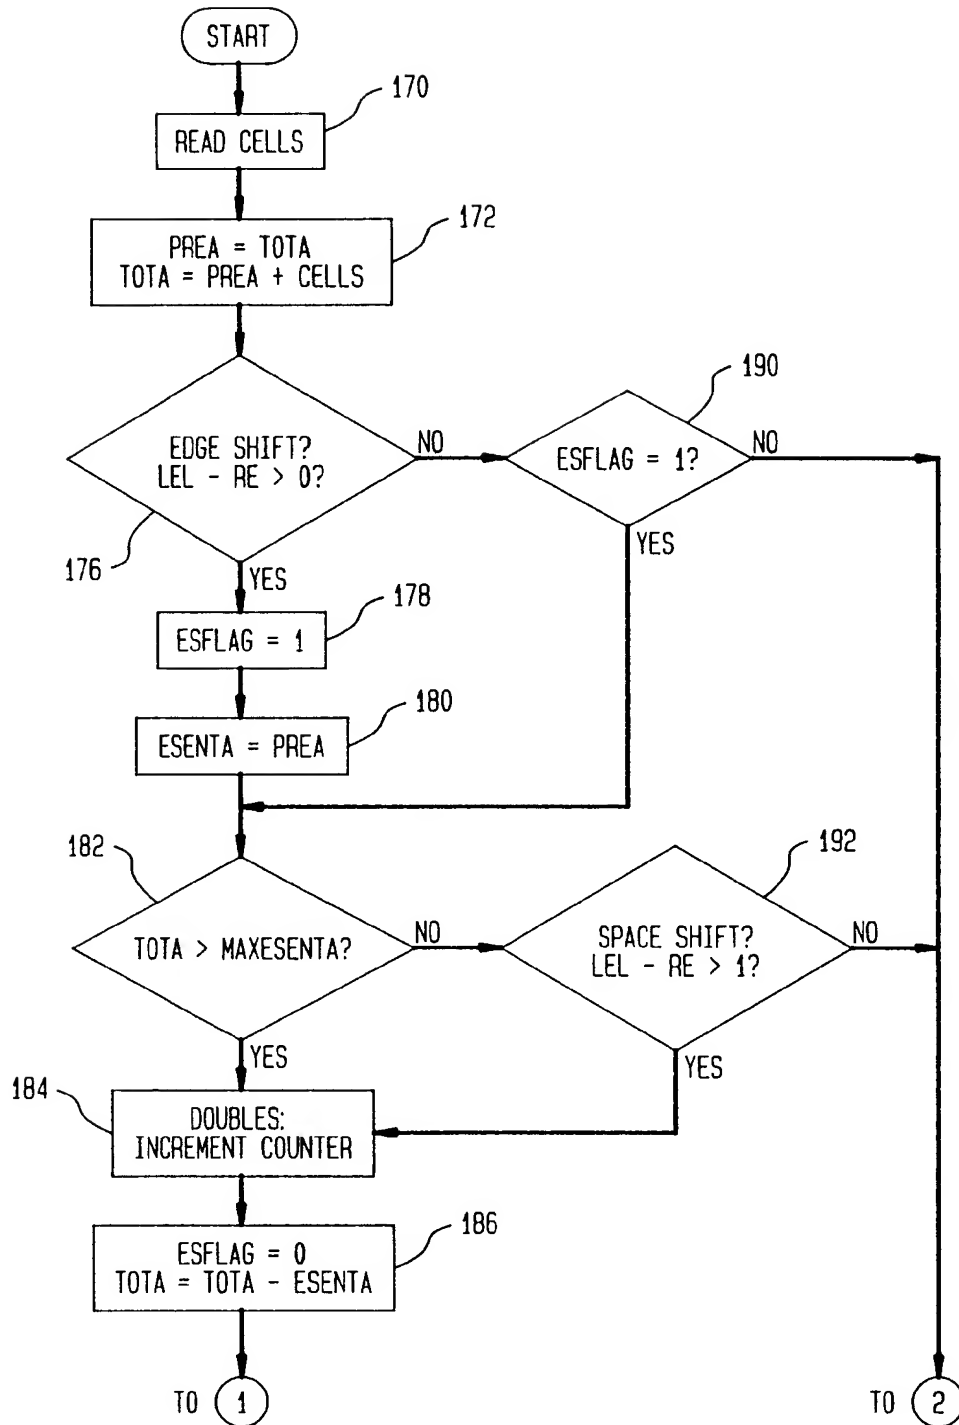 START
170
READ CELLS
172
PREA = TOTA
TOTA = PREA + CELLS
190
EDGE SHIFT?
LEL - RE > 0?
NO
ESFLAG = 1?
NO
176
YES
YES
178
ESFLAG = 1
180
ESENTA = PREA
182
192
TOTA > MAXESENTA?
NO
SPACE SHIFT?
LEL - RE > 1?
NO
YES
YES
184
DOUBLES:
INCREMENT COUNTER
186
ESFLAG = 0
TOTA = TOTA - ESENTA
TO 1
TO 2